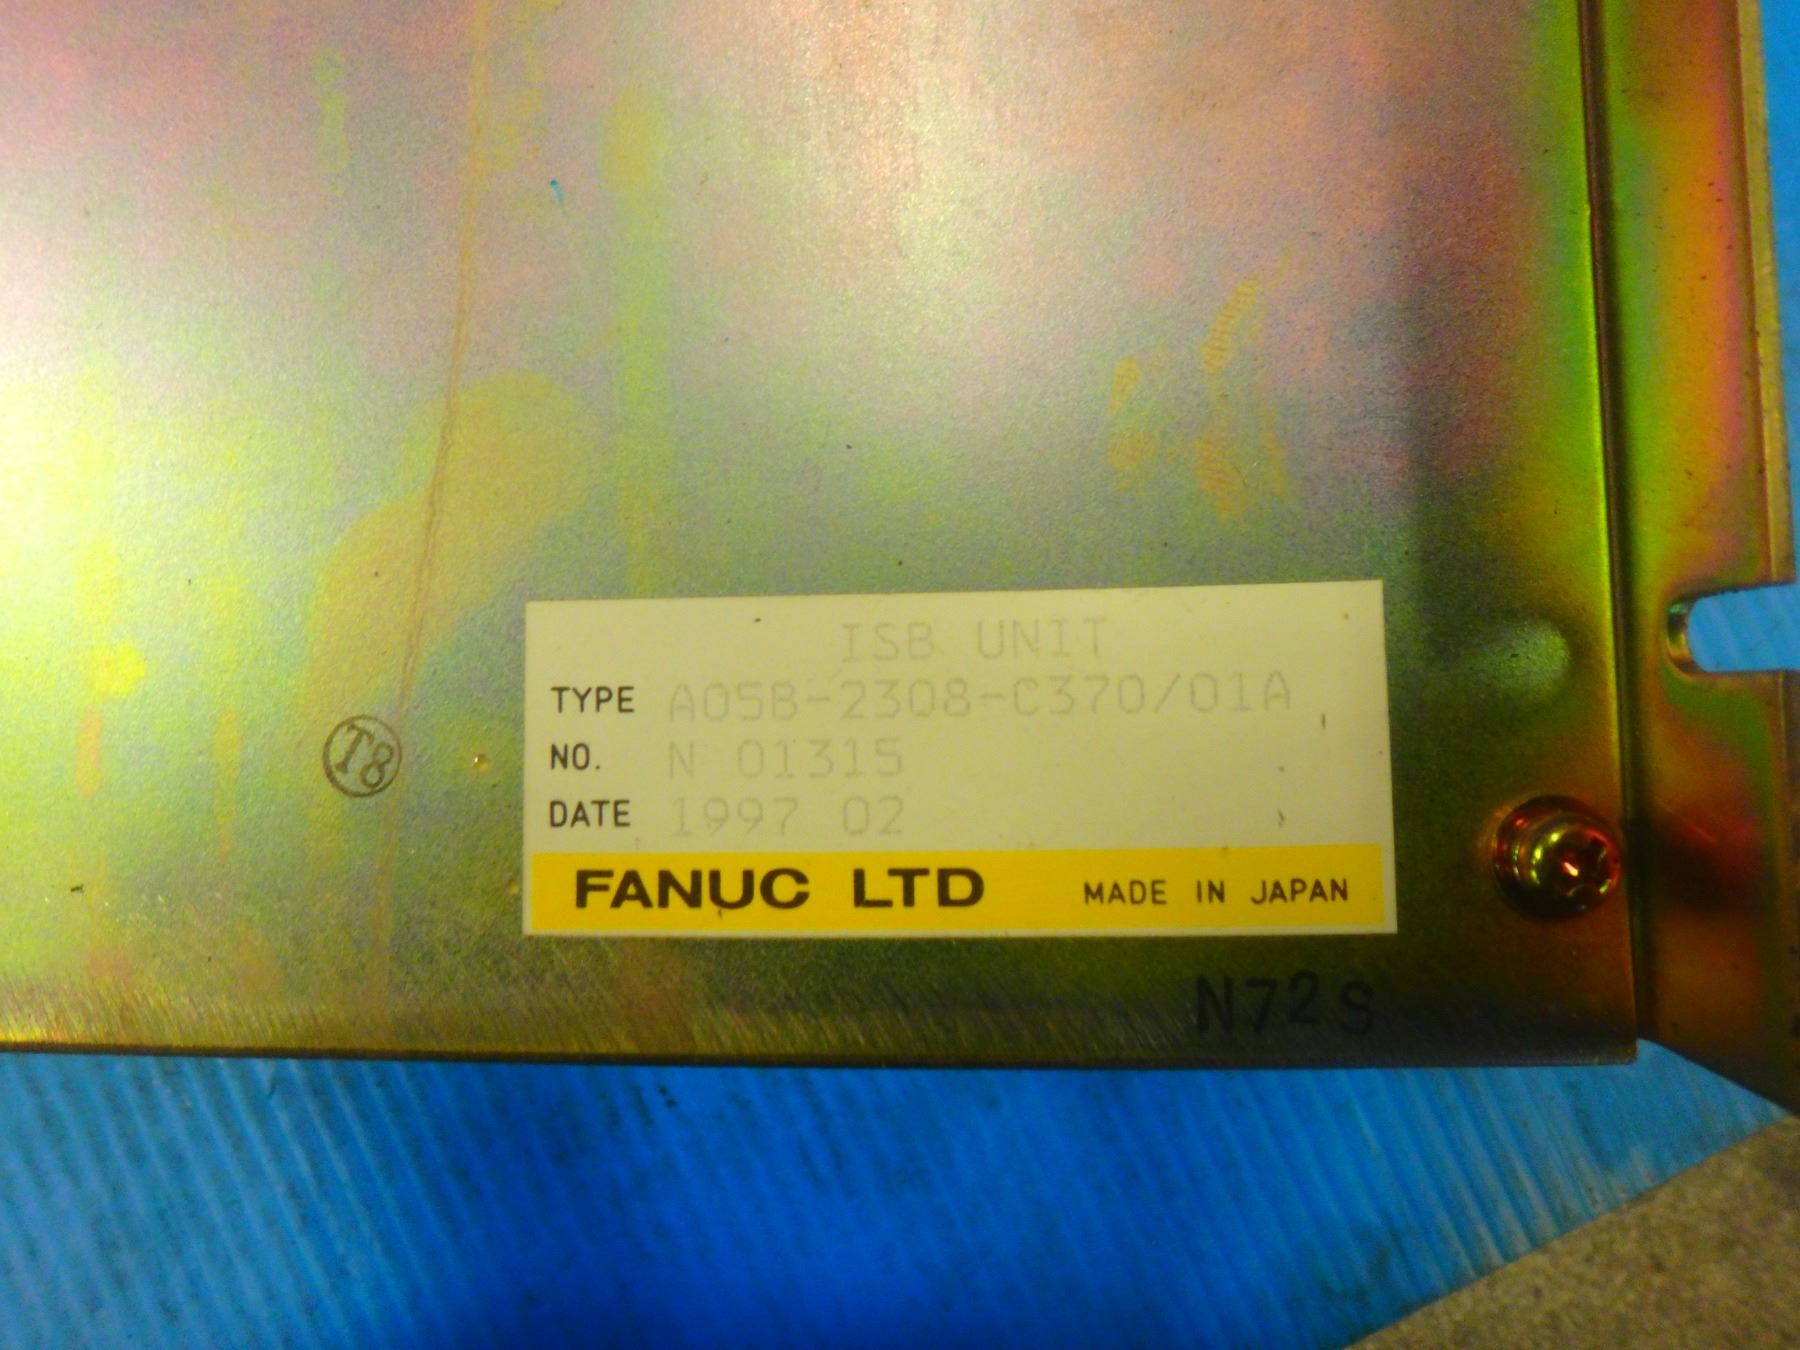 ISB UNIT
TYPE A05B-2308-C370/01A
NO. N 01315
DATE 1997 02
FANUC LTD MADE IN JAPAN
T8
N72S